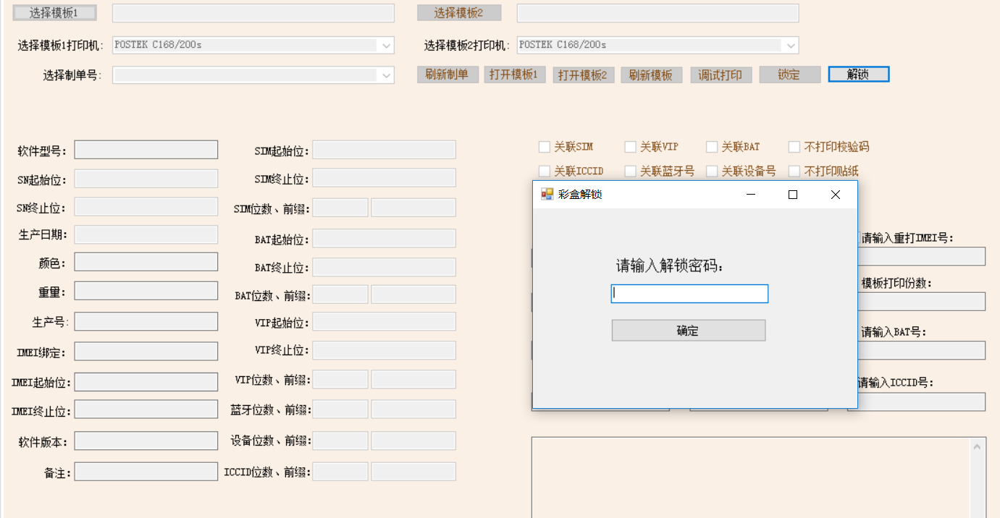 选择模板1
选择模板2
选择模板1打印机:
POSTEK C168/200s
选择模板2打印机:
POSTEK C168/200s
选择制单号:
刷新制单
打开模板1
打开模板2
刷新模板
调试打印
锁定
解锁
软件型号:
SN起始位:
SN终止位:
生产日期:
颜色:
重量:
生产号:
IMEI绑定:
IMEI起始位:
IMEI终止位:
软件版本:
备注:
SIM起始位:
SIM终止位:
SIM位数、前缀:
BAT起始位:
BAT终止位:
BAT位数、前缀:
VIP起始位:
VIP终止位:
VIP位数、前缀:
蓝牙位数、前缀:
设备位数、前缀:
ICCID位数、前缀:
关联SIM
关联VIP
关联BAT
不打印校验码
关联ICCID
关联蓝牙号
关联设备号
不打印贴纸
彩盒解锁
请输入解锁密码:
确定
请输入重打IMEI号:
模板打印份数:
请输入BAT号:
请输入ICCID号: